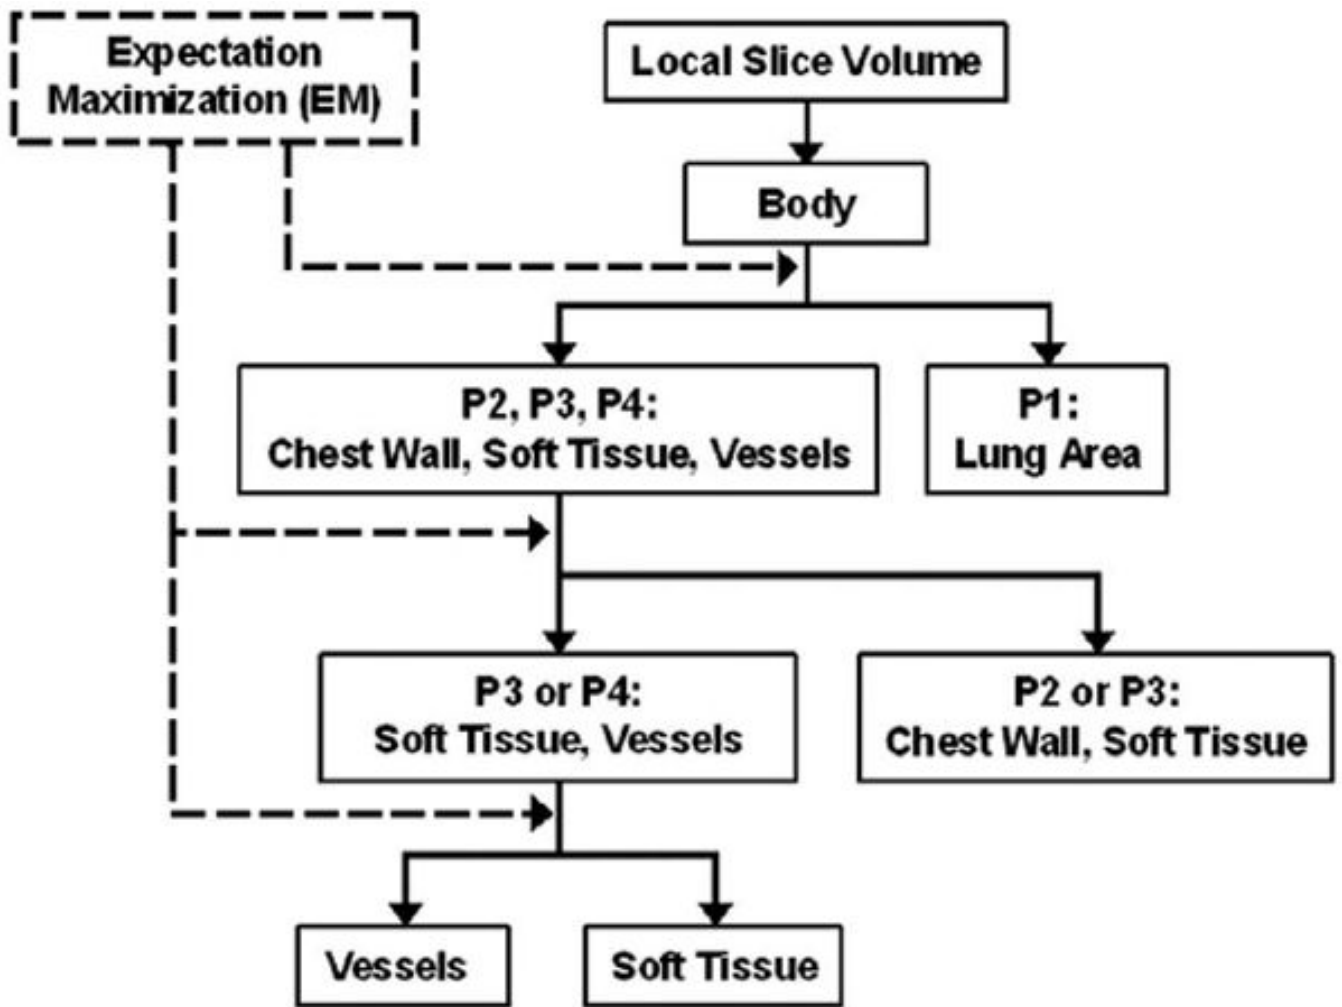 Expectation
Maximization (EM)
Local Slice Volume
Body
P2, P3, P4:
Chest Wall, Soft Tissue, Vessels
P1:
Lung Area
P3 or P4:
Soft Tissue, Vessels
P2 or P3:
Chest Wall, Soft Tissue
Vessels
Soft Tissue